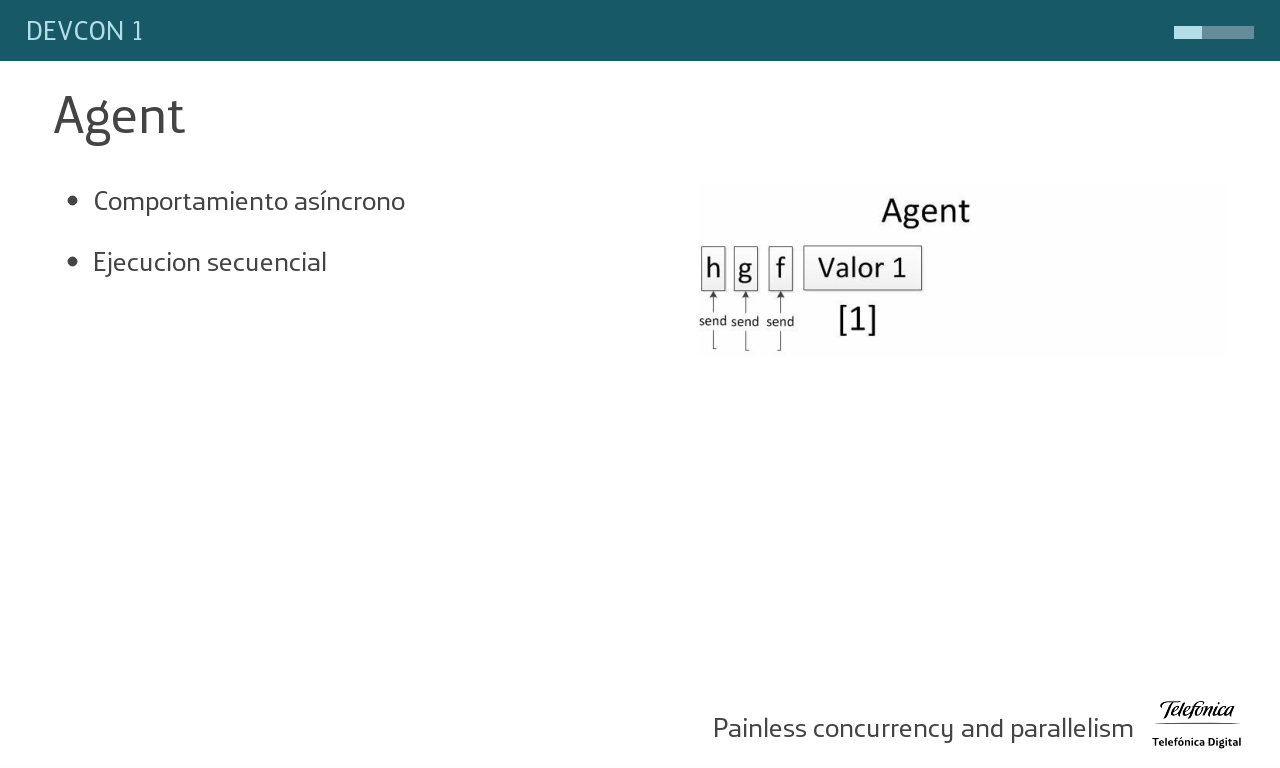 DEVCON 1
Agent
• Comportamiento asíncrono
• Ejecucion secuencial
Agent
h g f Valor 1
send send send
[1]
Painless concurrency and parallelism
Telefónica
Telefónica Digital